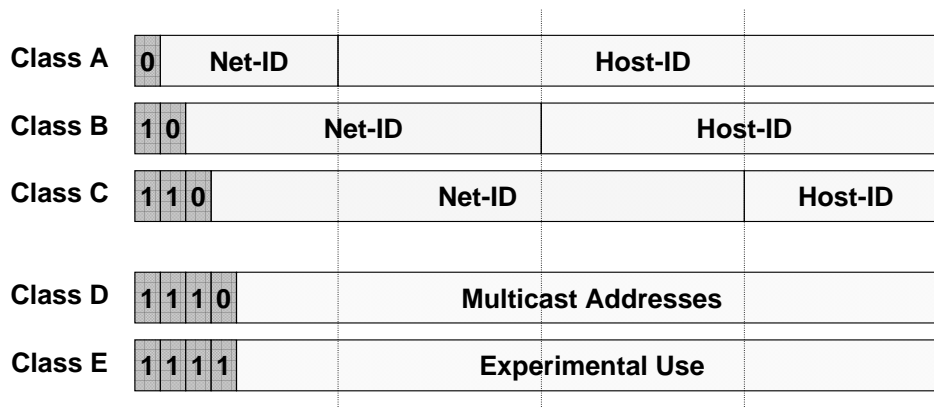 Class A 0 Net-ID Host-ID
Class B 1 0 Net-ID Host-ID
Class C 1 1 0 Net-ID Host-ID
Class D 1 1 1 0 Multicast Addresses
Class E 1 1 1 1 Experimental Use